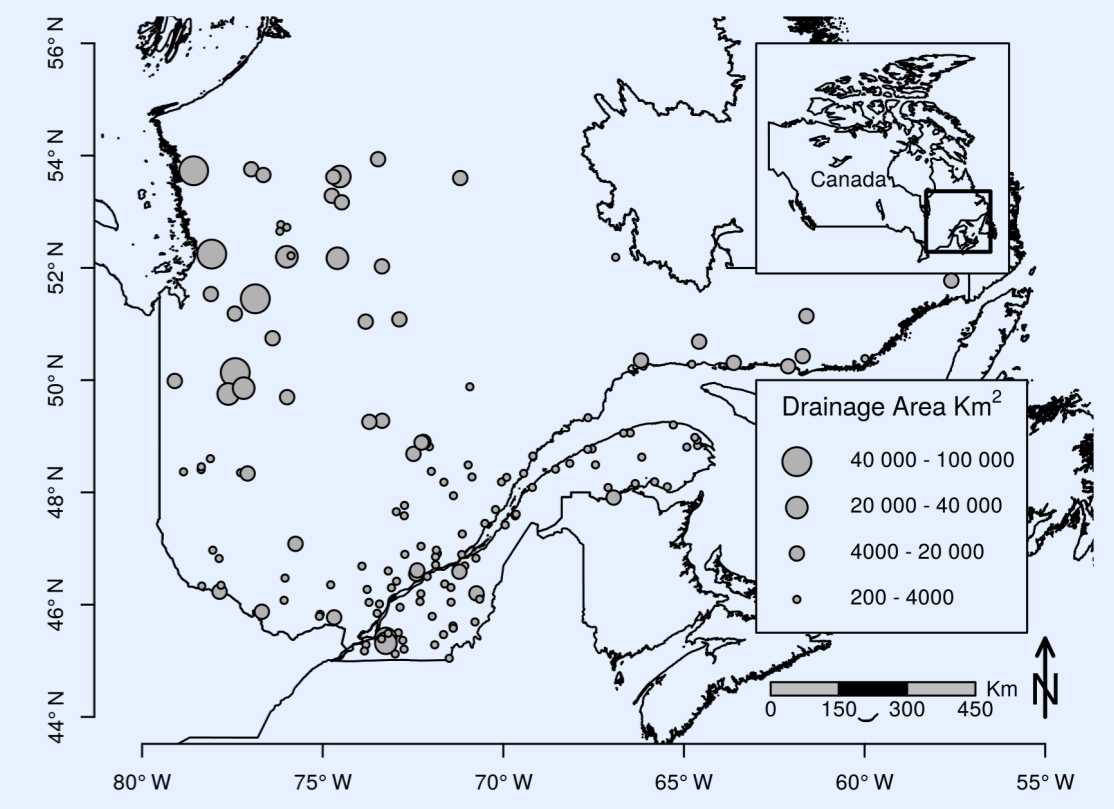 56° N
54° N
52° N
50° N
48° N
46° N
44° N
Canada
Drainage Area Km²
40 000 - 100 000
20 000 - 40 000
4000 - 20 000
200 - 4000
Km
N
0 150 300 450
80° W 75° W 70° W 65° W 60° W 55° W